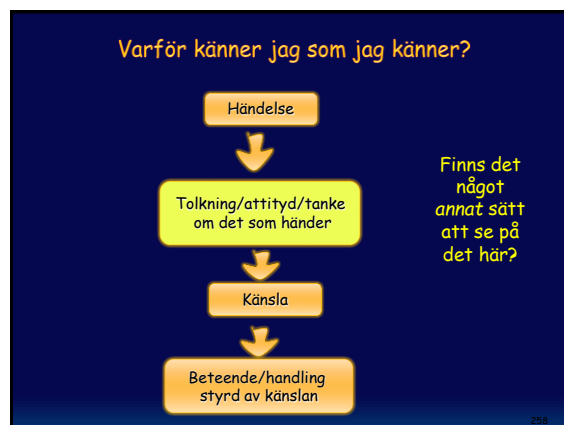 Varför känner jag som jag känner?
Händelse
Tolkning/attityd/tanke
om det som händer
Finns det
något
annat sätt
att se på
det här?
Känsla
Beteende/handling
styrd av känslan
258